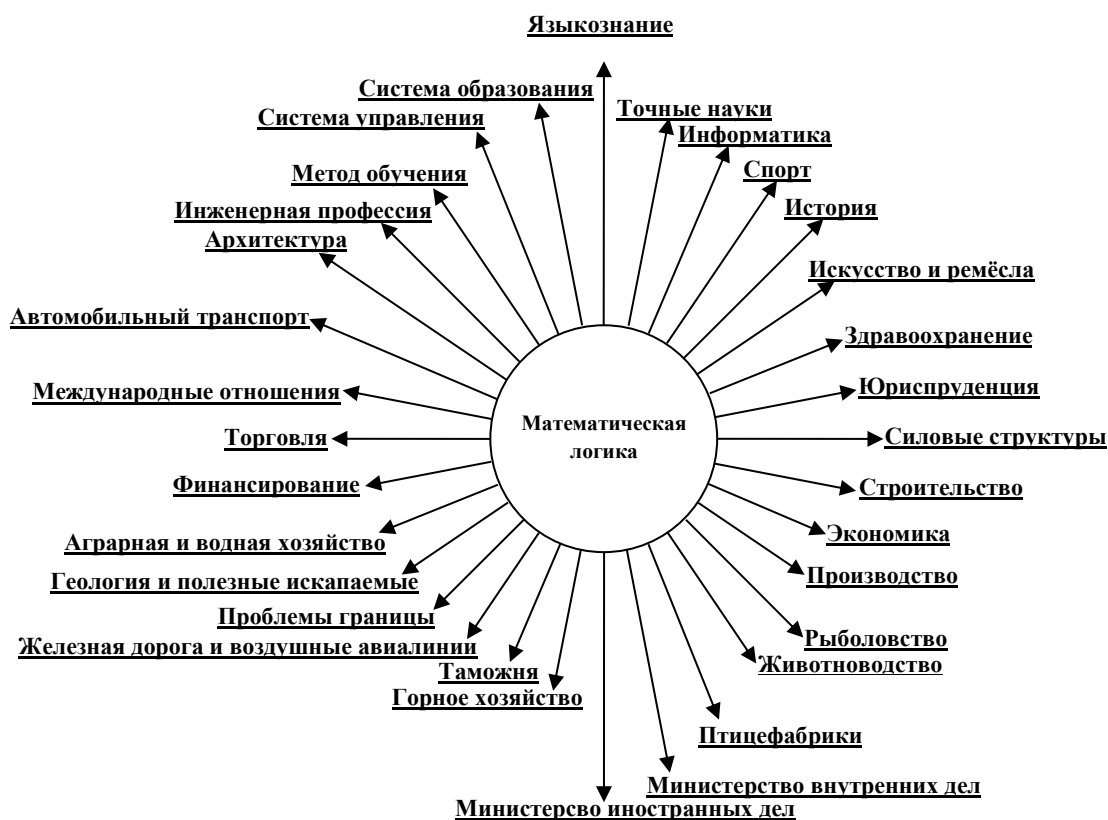 Языкознание
Система образования
Точные науки
Система управления
Информатика
Метод обучения
Спорт
Инженерная профессия
История
Архитектура
Искусство и ремёсла
Автомобильный транспорт
Здравоохранение
Международные отношения
Юриспруденция
Математическая
логика
Торговля
Силовые структуры
Финансирование
Строительство
Аграрная и водная хозяйство
Экономика
Геология и полезные искапаемые
Производство
Проблемы границы
Рыболовство
Железная дорога и воздушные авиалинии
Животноводство
Таможня
Горное хозяйство
Птицефабрики
Министерство внутренних дел
Министерсво иностранных дел